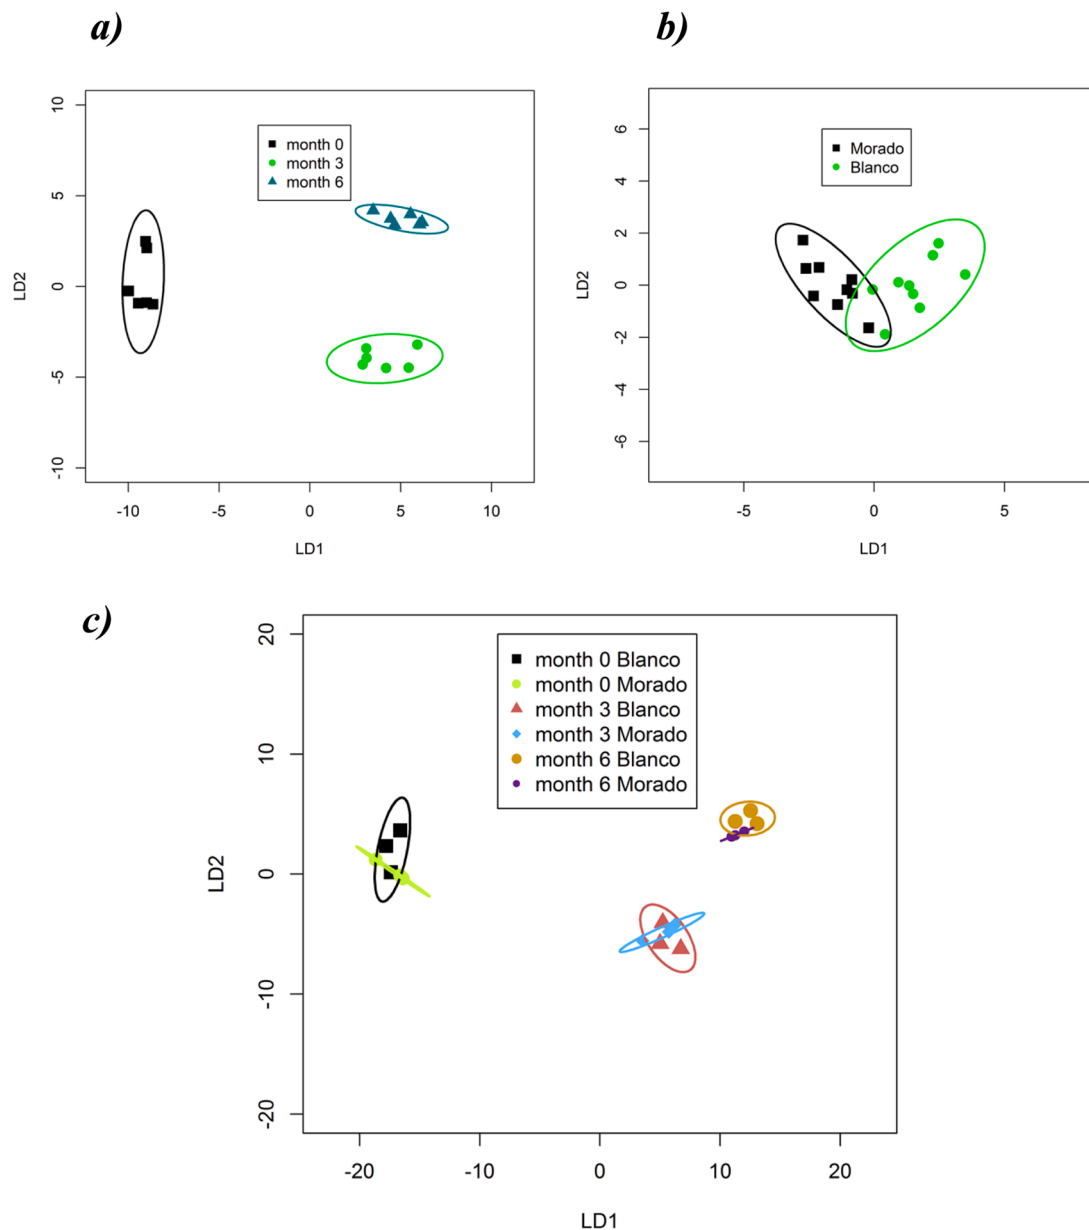 a)
10
5
0
-5
-10
LD2
month 0
month 3
month 6
-10
-5
0
5
10
LD1
b)
6
4
2
0
-2
-4
-6
LD2
Morado
Blanco
-5
0
5
LD1
c)
20
10
0
-10
-20
LD2
month 0 Blanco
month 0 Morado
month 3 Blanco
month 3 Morado
month 6 Blanco
month 6 Morado
-20
-10
0
10
20
LD1